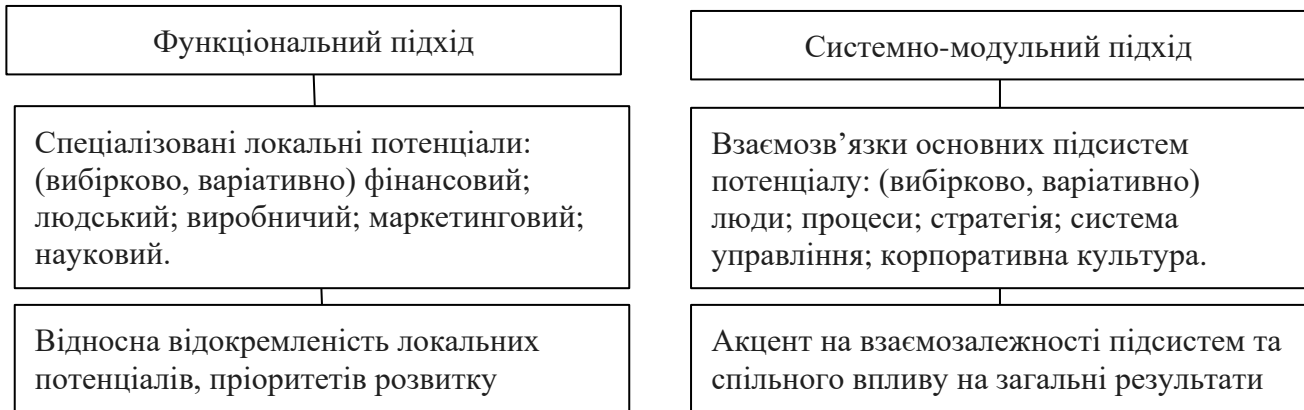 Функціональний підхід
Спеціалізовані локальні потенціали:
(вибірково, варіативно) фінансовий;
людський; виробничий; маркетинговий;
науковий.
Відносна відокремленість локальних
потенціалів, пріоритетів розвитку
Системно-модульний підхід
Взаємозв’язки основних підсистем
потенціалу: (вибірково, варіативно)
люди; процеси; стратегія; система
управління; корпоративна культура.
Акцент на взаємозалежності підсистем та
спільного впливу на загальні результати